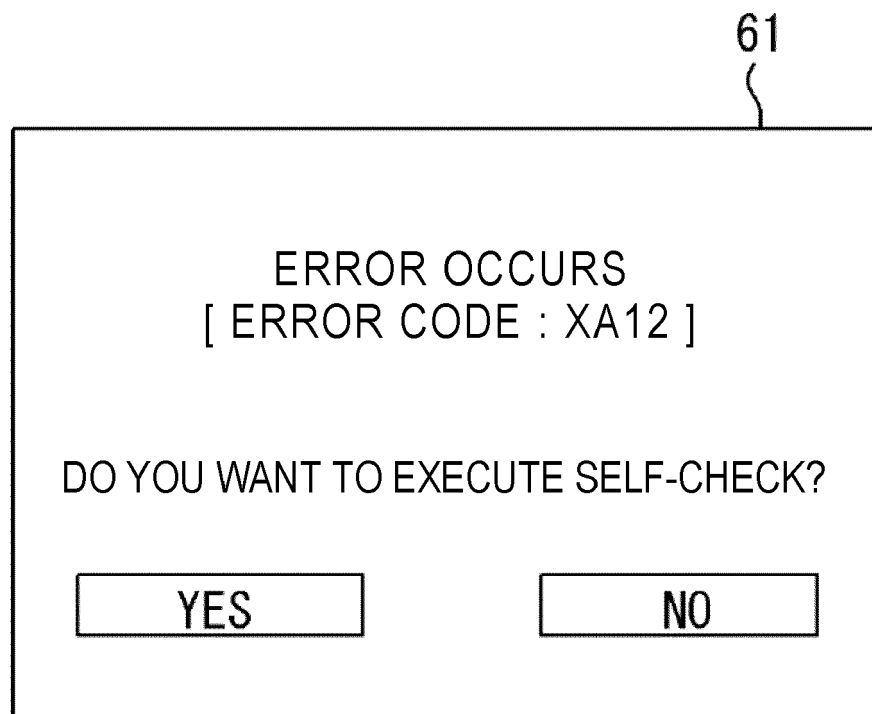 61
ERROR OCCURS
[ ERROR CODE : XA12 ]
DO YOU WANT TO EXECUTE SELF-CHECK?
YES NO